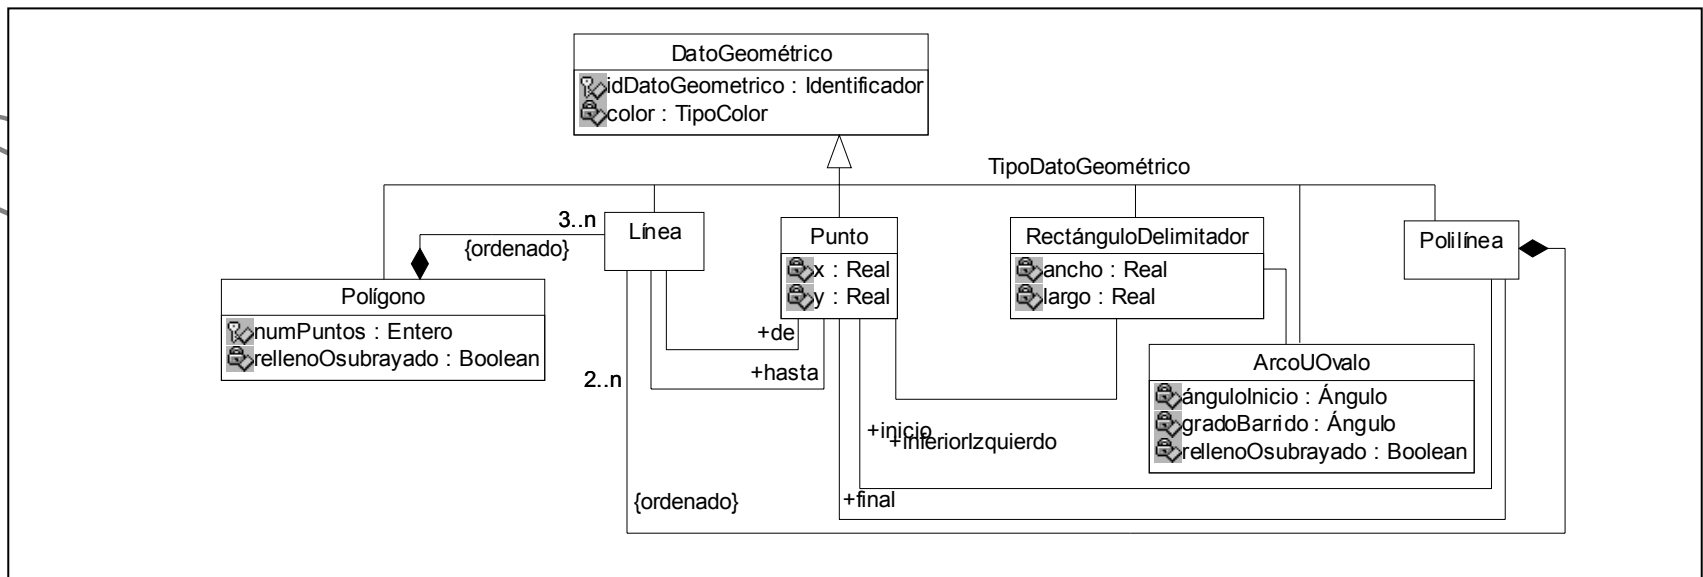 DatoGeométrico
idDatoGeometrico : Identificador
color : TipoColor
TipoDatoGeométrico
3..n
{ordenado}
Línea
Punto
x : Real
y : Real
RectánguloDelimitador
ancho : Real
largo : Real
Polilínea
Polígono
numPuntos : Entero
rellenoOsubrayado : Boolean
+de
+hasta
2..n
ArcoUOvalo
ánguloInicio : Ángulo
gradoBarrido : Ángulo
rellenoOsubrayado : Boolean
+inicio
+inferiorIzquierdo
{ordenado}
+final